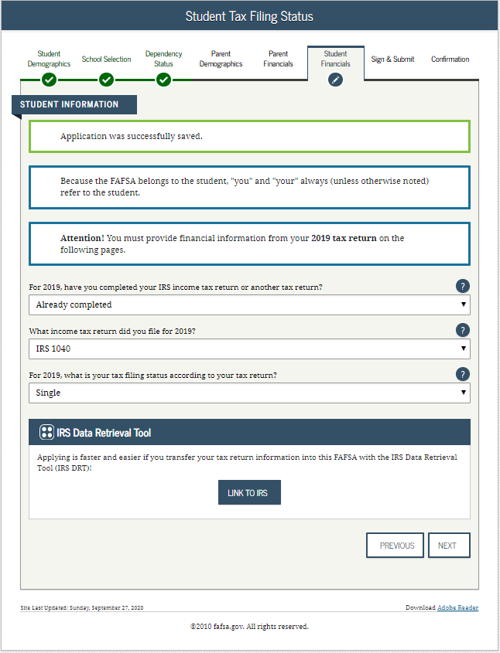 Student Tax Filing Status
Student
Demographics
School Selection
Dependency
Status
Parent
Demographics
Parent
Financials
Student
Financials
Sign & Submit
Confirmation
STUDENT INFORMATION
Application was successfully saved.
Because the FAFSA belongs to the student, "you" and "your" always (unless otherwise noted)
refer to the student.
Attention! You must provide financial information from your 2019 tax return on the
following pages.
For 2019, have you completed your IRS income tax return or another tax return?
?
Already completed
What income tax return did you file for 2019?
?
IRS 1040
For 2019, what is your tax filing status according to your tax return?
?
Single
IRS Data Retrieval Tool
Applying is faster and easier if you transfer your tax return information into this FAFSA with the IRS Data Retrieval
Tool (IRS DRT)!
LINK TO IRS
PREVIOUS
NEXT
Site Last Updated: Sunday, September 27, 2020
Download Adobe Reader
©2010 fafsa.gov. All rights reserved.